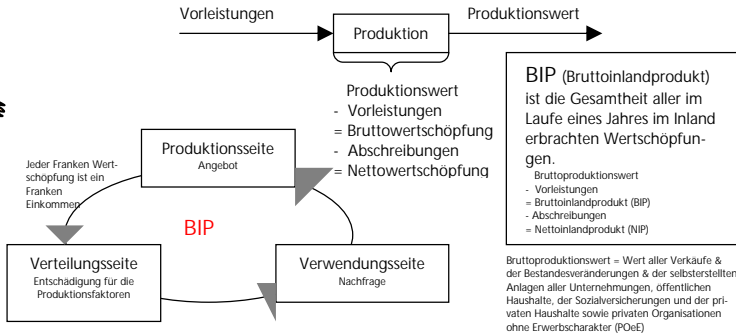 Vorleistungen
Produktion
Produktionswert
Produktionswert
- Vorleistungen
= Bruttowertschöpfung
- Abschreibungen
= Nettowertschöpfung
BIP (Bruttoinlandprodukt)
ist die Gesamtheit aller im
Laufe eines Jahres im Inland
erbrachten Wertschöpfun-
gen.
Bruttoproduktionswert
- Vorleistungen
= Bruttoinlandprodukt (BIP)
- Abschreibungen
= Nettoinlandprodukt (NIP)
Produktionsseite
Angebot
Jeder Franken Wert-
schöpfung ist ein
Franken
Einkommen
BIP
Verteilungsseite
Entschädigung für die
Produktionsfaktoren
Verwendungsseite
Nachfrage
Bruttoproduktionswert = Wert aller Verkäufe &
der Bestandesveränderungen & der selbsterstellten
Anlagen aller Unternehmungen, öffentlichen
Haushalte, der Sozialversicherungen und der pri-
vaten Haushalte sowie privaten Organisationen
ohne Erwerbscharakter (POeE)